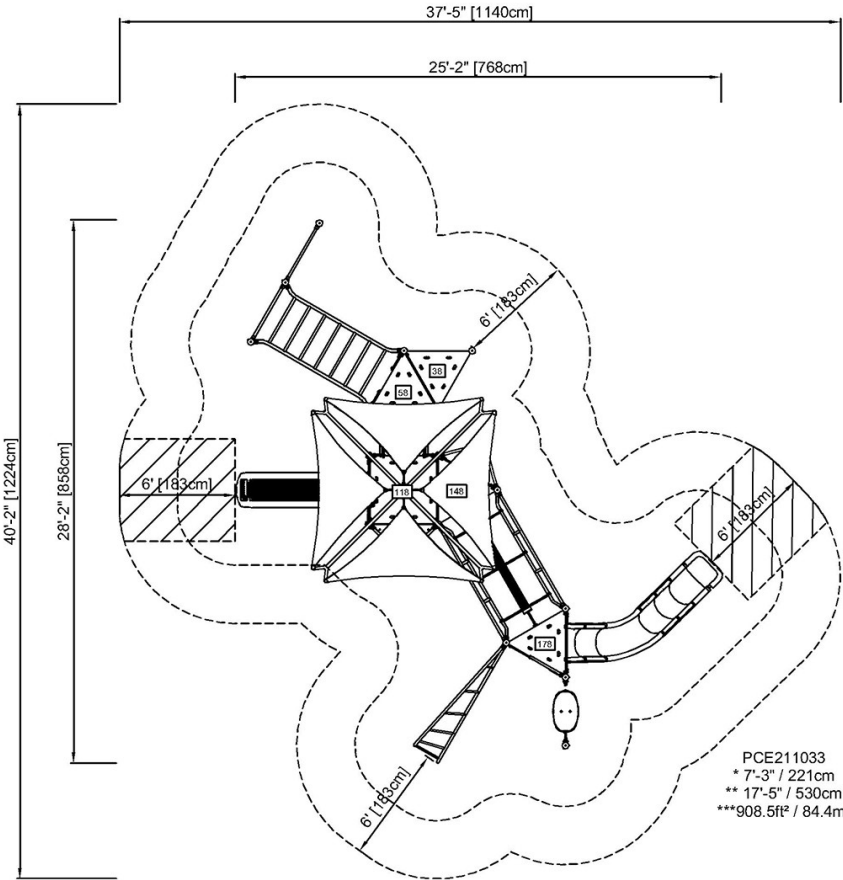 37'-5" [1140cm]
25'-2" [768cm]
40'-2" [1224cm]
28'-2" [858cm]
6' [183cm]
38
58
6' [183cm]
118
148
6' [183cm]
178
6' [183cm]
PCE211033
* 7'-3" / 221cm
** 17'-5" / 530cm
***908.5ft² / 84.4m